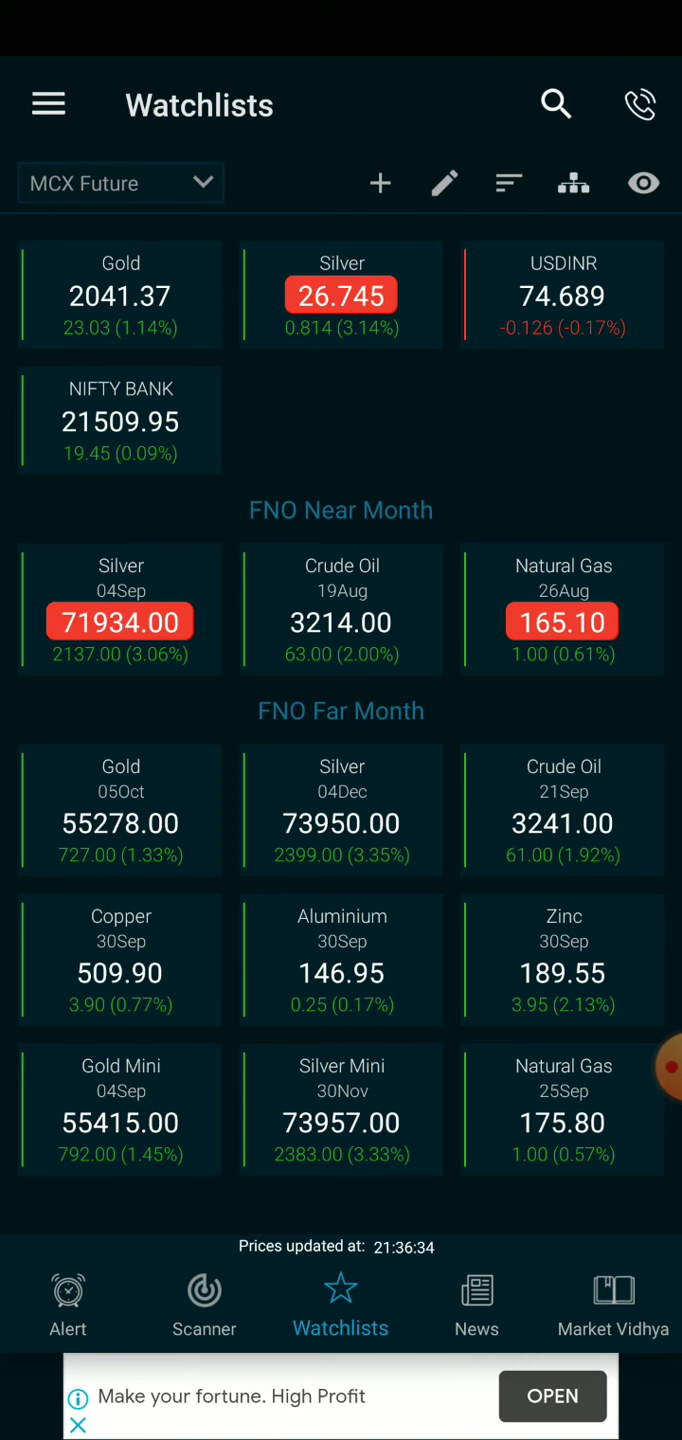 Watchlists
MCX Future
Gold
2041.37
23.03 (1.14%)
Silver
26.745
0.814 (3.14%)
USDINR
74.689
-0.126 (-0.17%)
NIFTY BANK
21509.95
19.45 (0.09%)
FNO Near Month
Silver
04Sep
71934.00
2137.00 (3.06%)
Crude Oil
19Aug
3214.00
63.00 (2.00%)
Natural Gas
26Aug
165.10
1.00 (0.61%)
FNO Far Month
Gold
05Oct
55278.00
727.00 (1.33%)
Silver
04Dec
73950.00
2399.00 (3.35%)
Crude Oil
21Sep
3241.00
61.00 (1.92%)
Copper
30Sep
509.90
3.90 (0.77%)
Aluminium
30Sep
146.95
0.25 (0.17%)
Zinc
30Sep
189.55
3.95 (2.13%)
Gold Mini
04Sep
55415.00
792.00 (1.45%)
Silver Mini
30Nov
73957.00
2383.00 (3.33%)
Natural Gas
25Sep
175.80
1.00 (0.57%)
Prices updated at: 21:36:34
Alert
Scanner
Watchlists
News
Market Vidhya
Make your fortune. High Profit
OPEN